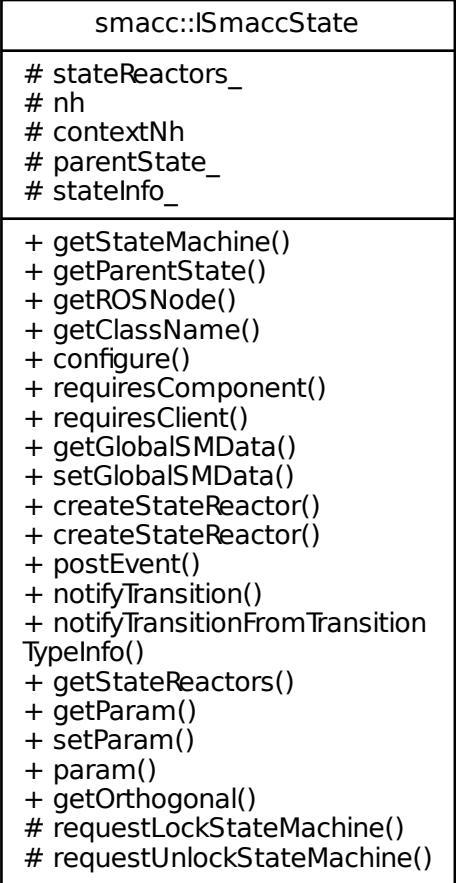 smacc::ISmaccState
# stateReactors_
# nh
# contextNh
# parentState_
# stateInfo_
+ getStateMachine()
+ getParentState()
+ getROSNode()
+ getClassName()
+ configure()
+ requiresComponent()
+ requiresClient()
+ getGlobalSMData()
+ setGlobalSMData()
+ createStateReactor()
+ createStateReactor()
+ postEvent()
+ notifyTransition()
+ notifyTransitionFromTransition
TypeInfo()
+ getStateReactors()
+ getParam()
+ setParam()
+ param()
+ getOrthogonal()
# requestLockStateMachine()
# requestUnlockStateMachine()